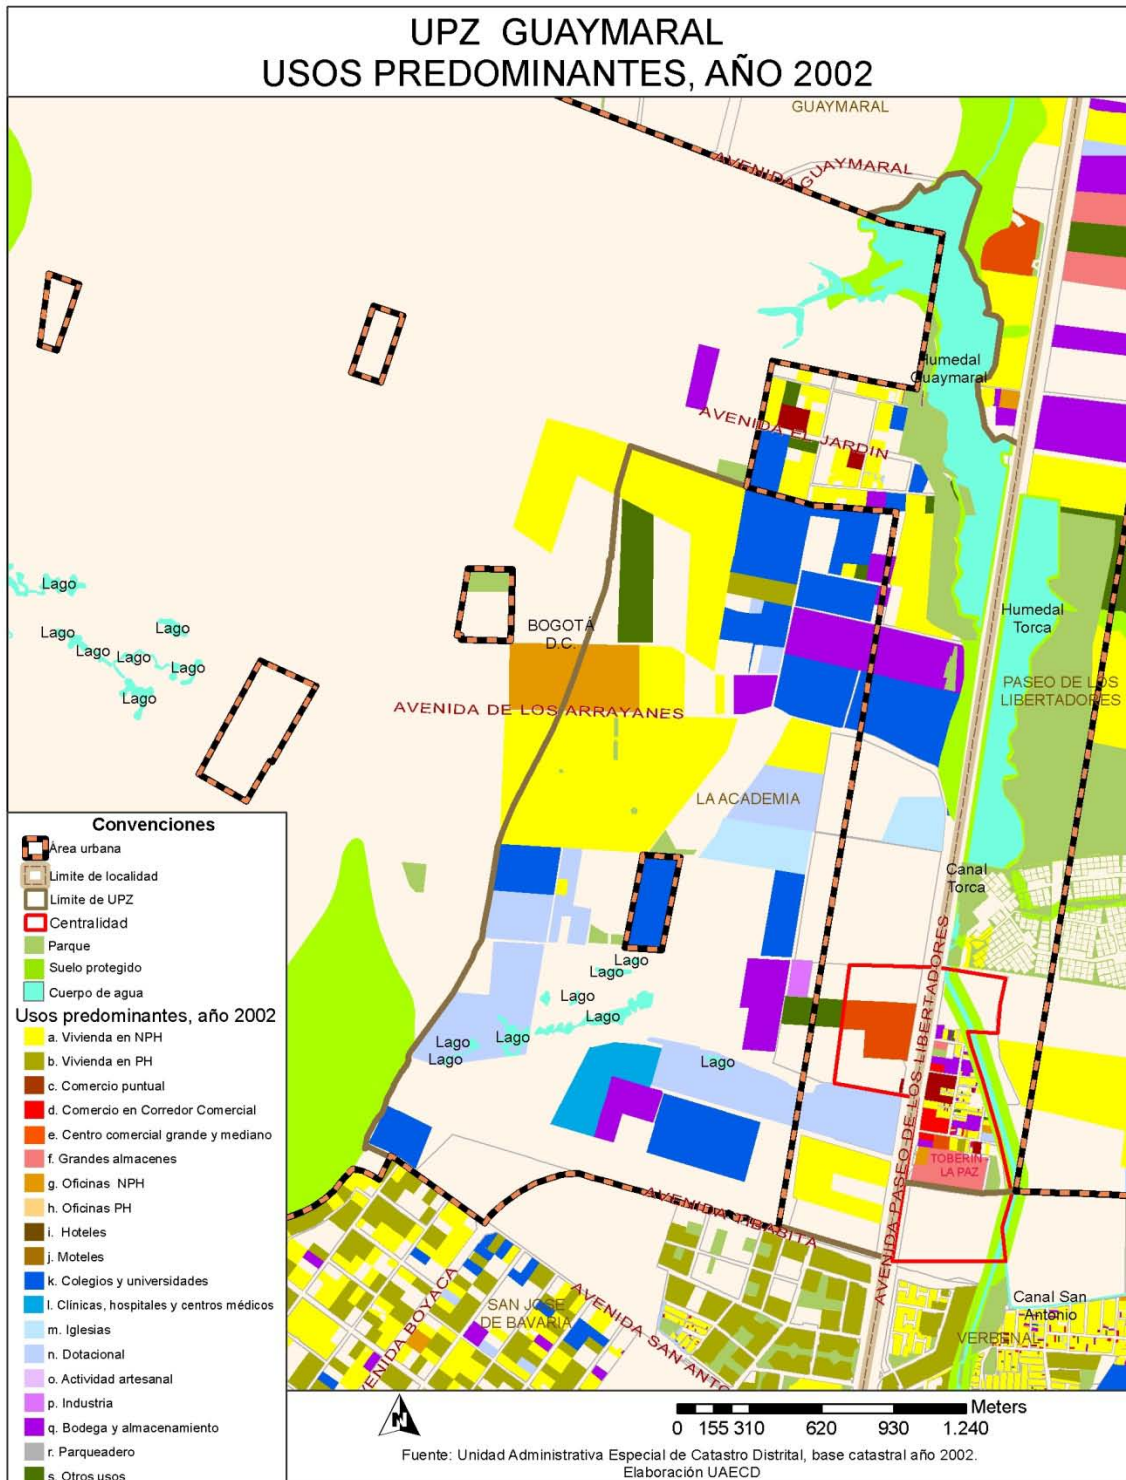 UPZ GUAYMARAL
USOS PREDOMINANTES, AÑO 2002
GUAYMARAL
AVENIDA GUAYMARAL
Humedal
Guaymaral
AVENIDA EL JARDIN
Lago
Lago
Lago
Lago
Lago
Lago
Lago
BOGOTÁ
D.C.
Humedal
Torca
PASEO DE LOS
LIBERTADORES
AVENIDA DE LOS ARRAYANES
LA ACADEMIA
Canal
Torca
AVENIDA PASEO DE LOS LIBERTADORES
Lago
Lago
Lago
Lago
Lago
Lago
Lago
Lago
TOBERIN
LA PAZ
AVENIDA TIBABITA
SAN JOSE
DE BAVARIA
AVENIDA BOYACA
AVENIDA SAN ANTO
Canal San
Antonio
VERBENAL
Convenciones
Área urbana
Limite de localidad
Límite de UPZ
Centralidad
Parque
Suelo protegido
Cuerpo de agua
Usos predominantes, año 2002
a. Vivienda en NPH
b. Vivienda en PH
c. Comercio puntual
d. Comercio en Corredor Comercial
e. Centro comercial grande y mediano
f. Grandes almacenes
g. Oficinas NPH
h. Oficinas PH
i. Hoteles
j. Moteles
k. Colegios y universidades
l. Clínicas, hospitales y centros médicos
m. Iglesias
n. Dotacional
o. Actividad artesanal
p. Industria
q. Bodega y almacenamiento
r. Parqueadero
s. Otros usos
N
Meters
0 155 310 620 930 1.240
Fuente: Unidad Administrativa Especial de Catastro Distrital, base catastral año 2002.
Elaboración UAECD